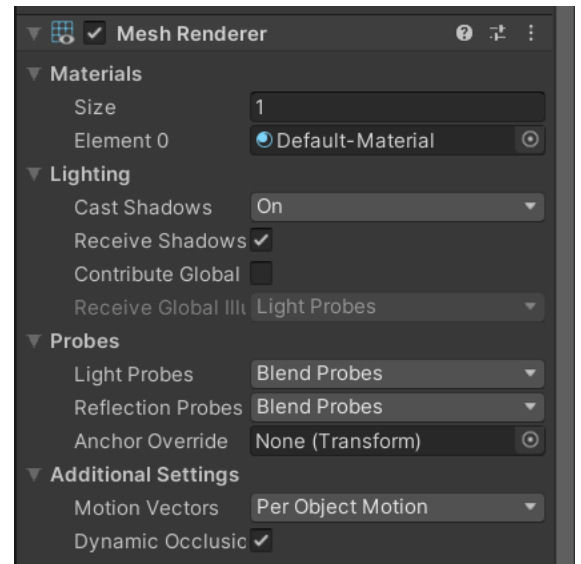 Mesh Renderer
Materials
Size 1
Element 0 Default-Material
Lighting
Cast Shadows On
Receive Shadows
Contribute Global
Receive Global Illu Light Probes
Probes
Light Probes Blend Probes
Reflection Probes Blend Probes
Anchor Override None (Transform)
Additional Settings
Motion Vectors Per Object Motion
Dynamic Occlusic